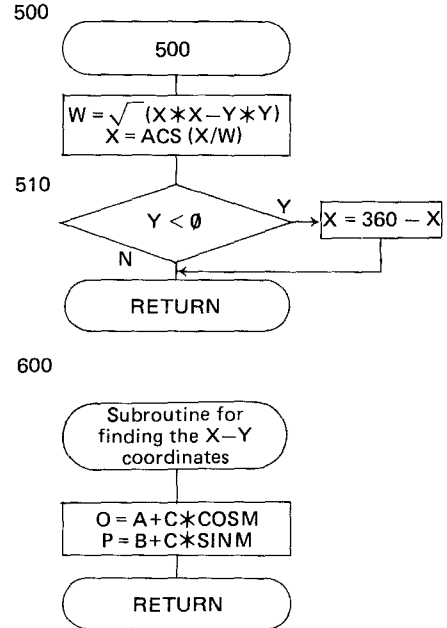 500
500
W = √ (X∗X–Y∗Y)
X = ACS (X/W)
510
Y < Ø
Y
X = 360 – X
N
RETURN
600
Subroutine for
finding the X–Y
coordinates
O = A+C∗COSM
P = B+C∗SINM
RETURN